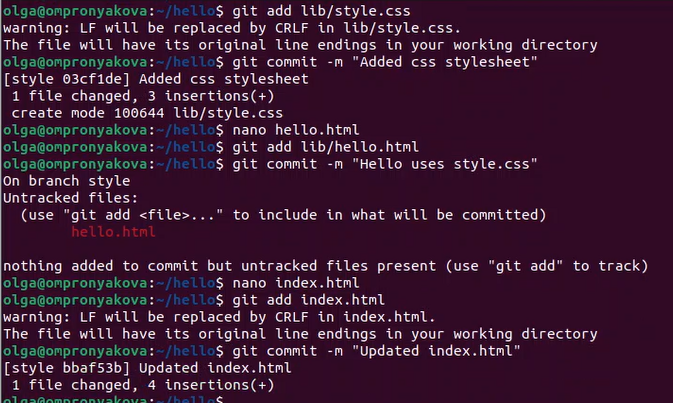 olga@ompronyakova:~/hello$ git add lib/style.css
warning: LF will be replaced by CRLF in lib/style.css.
The file will have its original line endings in your working directory
olga@ompronyakova:~/hello$ git commit -m "Added css stylesheet"
[style 03cf1de] Added css stylesheet
 1 file changed, 3 insertions(+)
 create mode 100644 lib/style.css
olga@ompronyakova:~/hello$ nano hello.html
olga@ompronyakova:~/hello$ git add lib/hello.html
olga@ompronyakova:~/hello$ git commit -m "Hello uses style.css"
On branch style
Untracked files:
  (use "git add <file>..." to include in what will be committed)
        hello.html

nothing added to commit but untracked files present (use "git add" to track)
olga@ompronyakova:~/hello$ nano index.html
olga@ompronyakova:~/hello$ git add index.html
warning: LF will be replaced by CRLF in index.html.
The file will have its original line endings in your working directory
olga@ompronyakova:~/hello$ git commit -m "Updated index.html"
[style bbaf53b] Updated index.html
 1 file changed, 4 insertions(+)
olga@ompronyakova:~/hello$